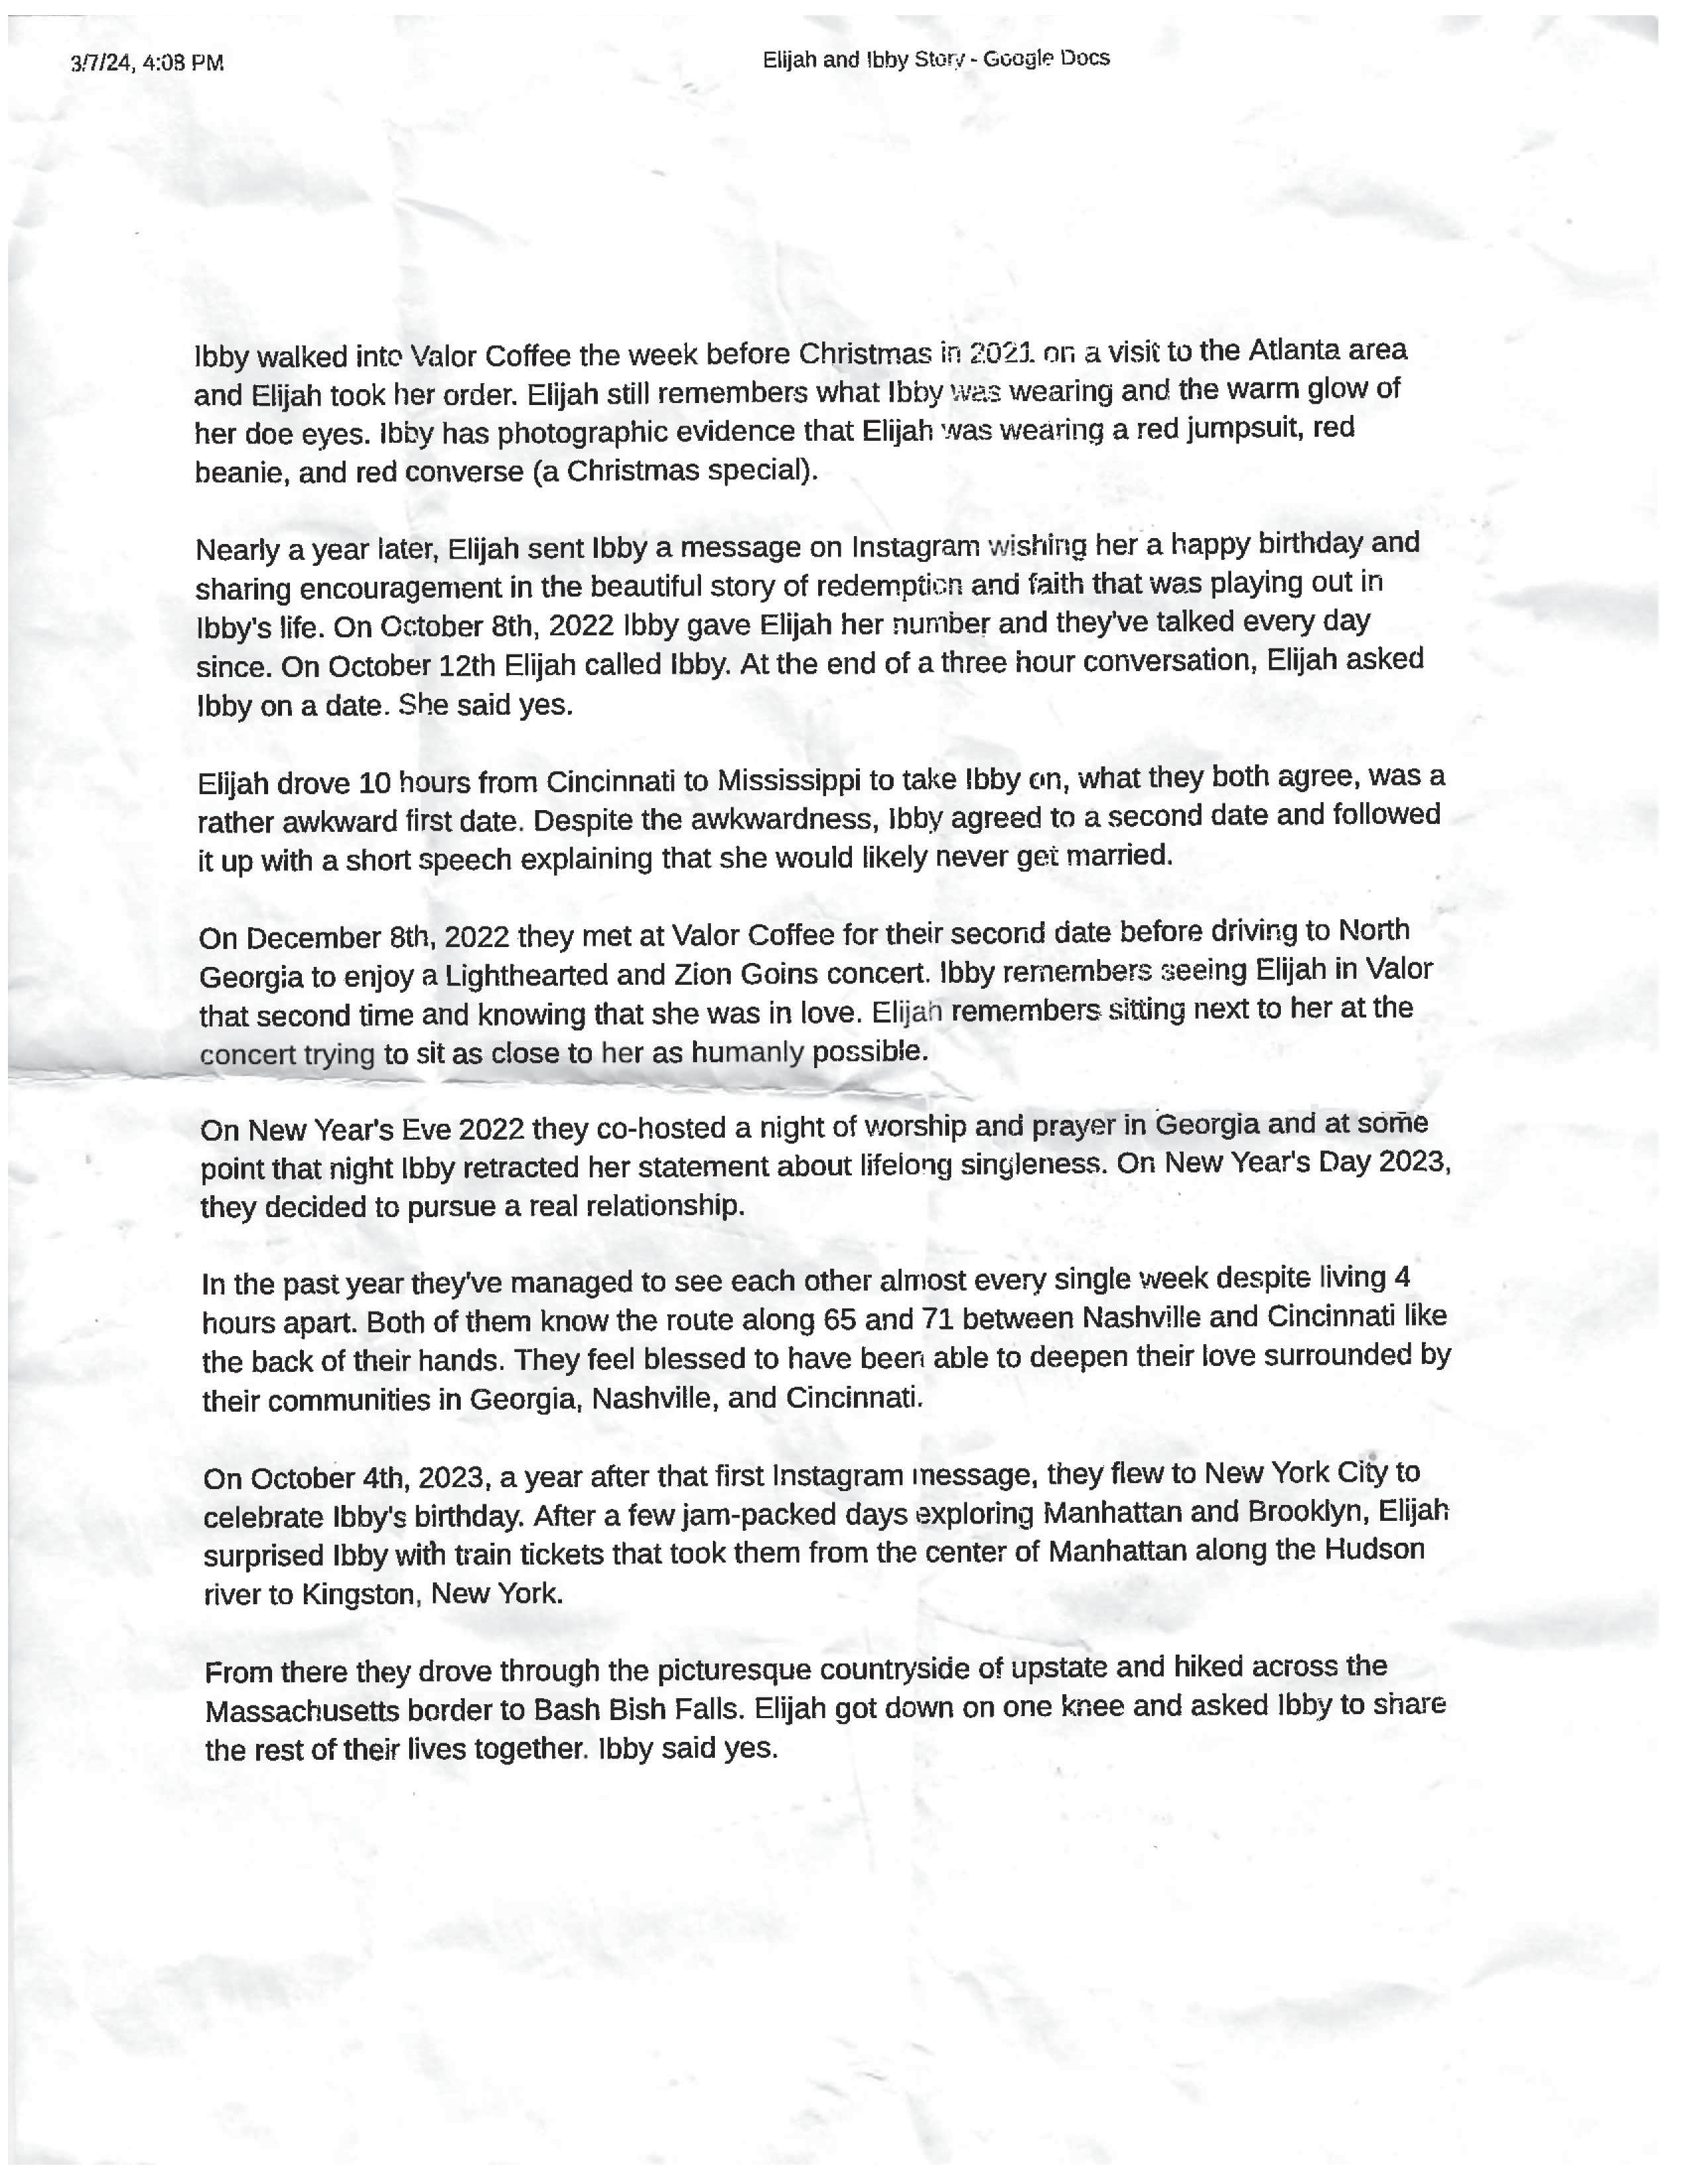 3/7/24, 4:08 PM
Elijah and Ibby Story - Google Docs
Ibby walked into Valor Coffee the week before Christmas in 2021 on a visit to the Atlanta area
and Elijah took her order. Elijah still remembers what Ibby was wearing and the warm glow of
her doe eyes. Ibby has photographic evidence that Elijah was wearing a red jumpsuit, red
beanie, and red converse (a Christmas special).
Nearly a year later, Elijah sent Ibby a message on Instagram wishing her a happy birthday and
sharing encouragement in the beautiful story of redemption and faith that was playing out in
Ibby's life. On October 8th, 2022 Ibby gave Elijah her number and they've talked every day
since. On October 12th Elijah called Ibby. At the end of a three hour conversation, Elijah asked
Ibby on a date. She said yes.
Elijah drove 10 hours from Cincinnati to Mississippi to take Ibby on, what they both agree, was a
rather awkward first date. Despite the awkwardness, Ibby agreed to a second date and followed
it up with a short speech explaining that she would likely never get married.
On December 8th, 2022 they met at Valor Coffee for their second date before driving to North
Georgia to enjoy a Lighthearted and Zion Goins concert. Ibby remembers seeing Elijah in Valor
that second time and knowing that she was in love. Elijah remembers sitting next to her at the
concert trying to sit as close to her as humanly possible.
On New Year's Eve 2022 they co-hosted a night of worship and prayer in Georgia and at some
point that night Ibby retracted her statement about lifelong singleness. On New Year's Day 2023,
they decided to pursue a real relationship.
In the past year they've managed to see each other almost every single week despite living 4
hours apart. Both of them know the route along 65 and 71 between Nashville and Cincinnati like
the back of their hands. They feel blessed to have been able to deepen their love surrounded by
their communities in Georgia, Nashville, and Cincinnati.
On October 4th, 2023, a year after that first Instagram message, they flew to New York City to
celebrate Ibby's birthday. After a few jam-packed days exploring Manhattan and Brooklyn, Elijah
surprised Ibby with train tickets that took them from the center of Manhattan along the Hudson
river to Kingston, New York.
From there they drove through the picturesque countryside of upstate and hiked across the
Massachusetts border to Bash Bish Falls. Elijah got down on one knee and asked Ibby to share
the rest of their lives together. Ibby said yes.